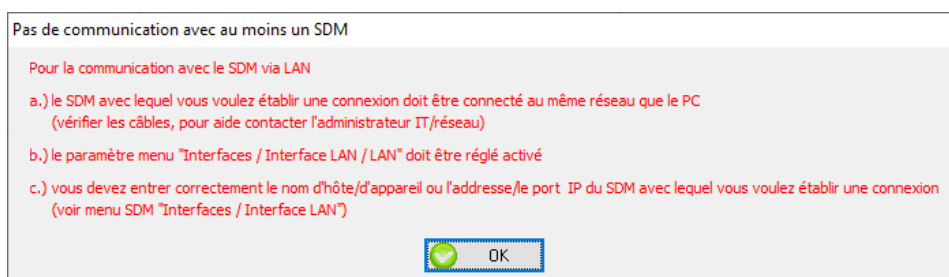 Pas de communication avec au moins un SDM
Pour la communication avec le SDM via LAN
a.) le SDM avec lequel vous voulez établir une connexion doit être connecté au même réseau que le PC
(vérifier les câbles, pour aide contacter l'administrateur IT/réseau)
b.) le paramètre menu "Interfaces / Interface LAN / LAN" doit être réglé activé
c.) vous devez entrer correctement le nom d'hôte/d'appareil ou l'addresse/le port IP du SDM avec lequel vous voulez établir une connexion
(voir menu SDM "Interfaces / Interface LAN")
OK